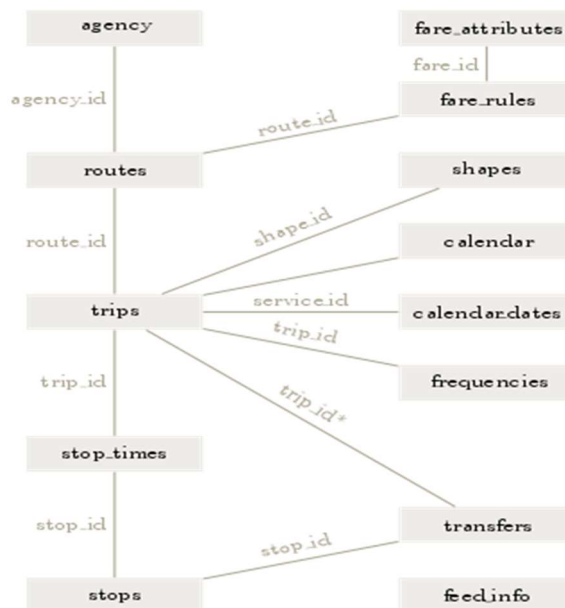 agency
fare_attributes
agency_id
fare_id
fare_rules
route_id
routes
shapes
route_id
shape_id
calendar
service_id
trips
calendar_dates
trip_id
trip_id
frequencies
trip_id*
stop_times
stop_id
stop_id
transfers
stops
feed_info